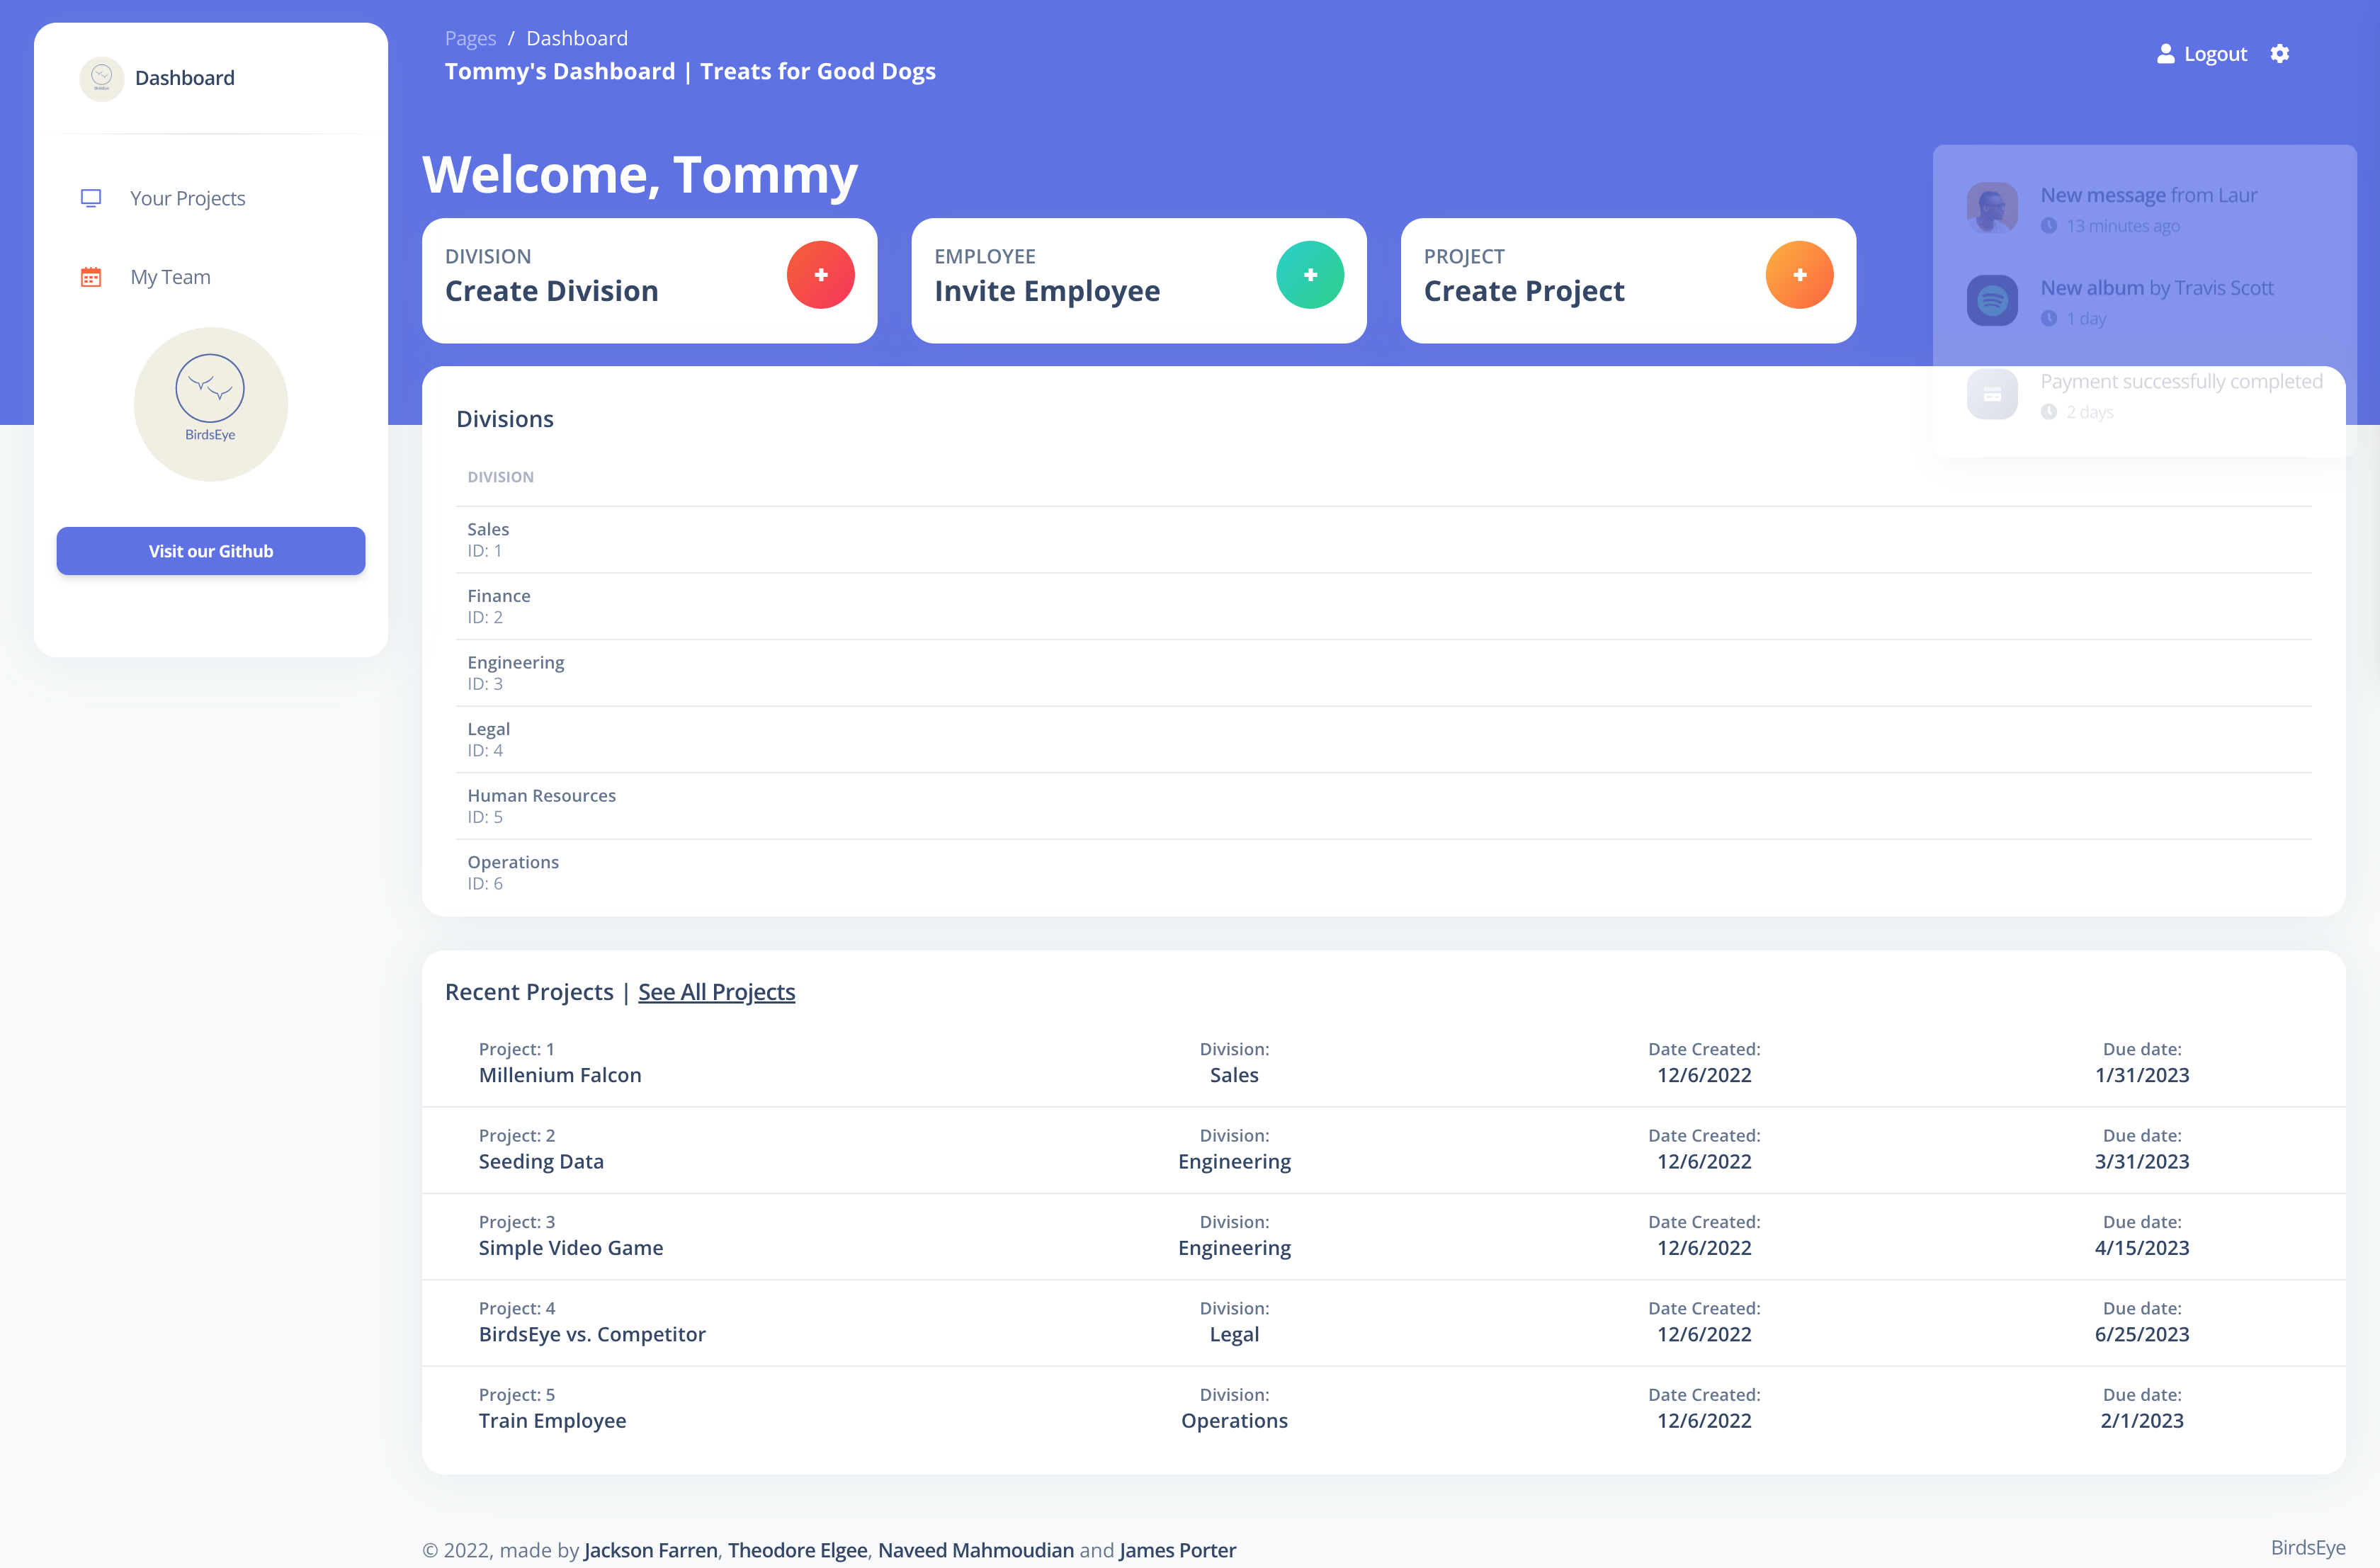 Dashboard
Your Projects
My Team
BirdsEye
Visit our Github
Pages / Dashboard
Tommy's Dashboard | Treats for Good Dogs
Logout
Welcome, Tommy
DIVISION
Create Division
EMPLOYEE
Invite Employee
PROJECT
Create Project
New message from Laur
13 minutes ago
New album by Travis Scott
1 day
Payment successfully completed
2 days
Divisions
DIVISION
Sales
ID: 1
Finance
ID: 2
Engineering
ID: 3
Legal
ID: 4
Human Resources
ID: 5
Operations
ID: 6
Recent Projects | See All Projects
Project: 1 Division: Date Created: Due date:
Millenium Falcon Sales 12/6/2022 1/31/2023
Project: 2 Division: Date Created: Due date:
Seeding Data Engineering 12/6/2022 3/31/2023
Project: 3 Division: Date Created: Due date:
Simple Video Game Engineering 12/6/2022 4/15/2023
Project: 4 Division: Date Created: Due date:
BirdsEye vs. Competitor Legal 12/6/2022 6/25/2023
Project: 5 Division: Date Created: Due date:
Train Employee Operations 12/6/2022 2/1/2023
© 2022, made by Jackson Farren, Theodore Elgee, Naveed Mahmoudian and James Porter
BirdsEye